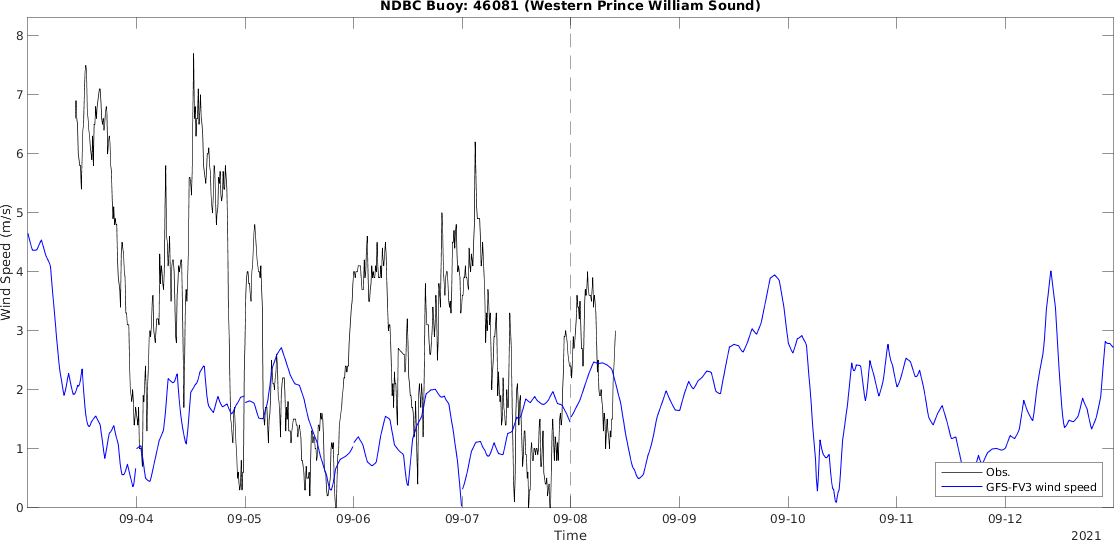 NDBC Buoy: 46081 (Western Prince William Sound)
8
7
6
5
4
3
2
1
0
Wind Speed (m/s)
Obs.
GFS-FV3 wind speed
09-04 09-05 09-06 09-07 09-08 09-09 09-10 09-11 09-12
Time
2021